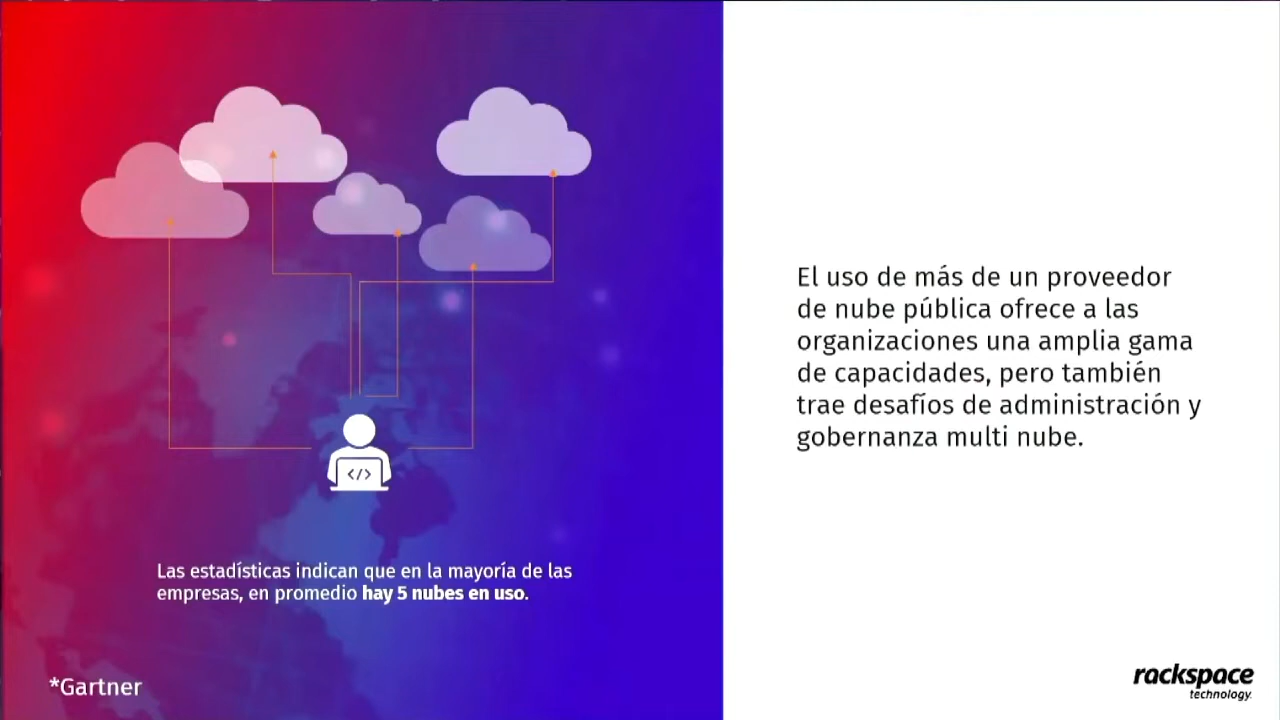 </>
Las estadísticas indican que en la mayoría de las
empresas, en promedio hay 5 nubes en uso.
*Gartner
El uso de más de un proveedor
de nube pública ofrece a las
organizaciones una amplia gama
de capacidades, pero también
trae desafíos de administración y
gobernanza multi nube.
rackspace
technology.